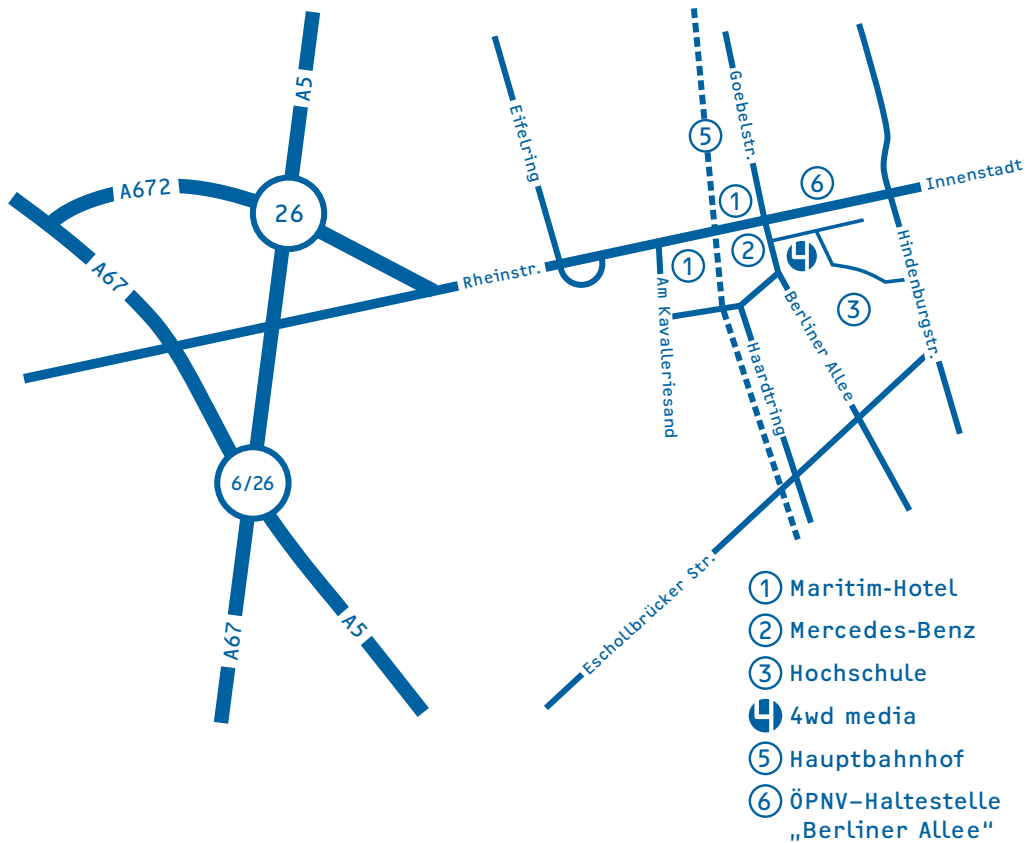 A5
A672
26
A67
6/26
A67
A5
Rheinstr.
Eifelring
5
Goebelstr.
1
6
Innenstadt
1
2
4
3
Am Kavalleriesand
Haardtring
Berliner Allee
Hindenburgstr.
Eschollbrücker Str.
1 Maritim-Hotel
2 Mercedes-Benz
3 Hochschule
4 4wd media
5 Hauptbahnhof
6 ÖPNV–Haltestelle
„Berliner Allee“